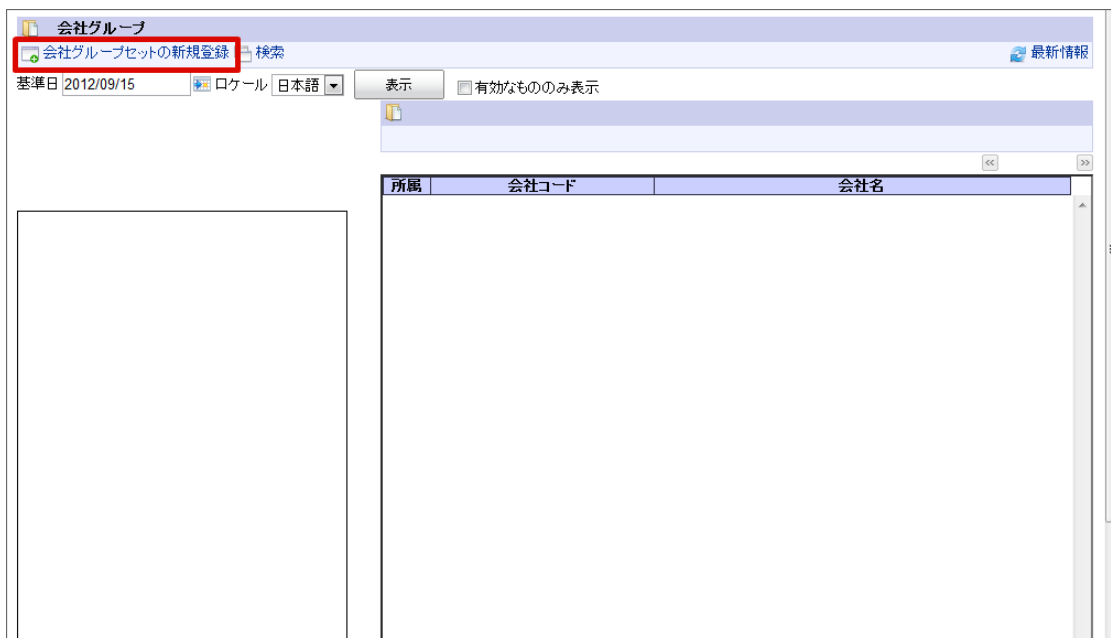 会社グループ
会社グループセットの新規登録 検索 最新情報
基準日 2012/09/15 ロケール 日本語 表示 有効なもののみ表示
<< >>
所属 会社コード 会社名